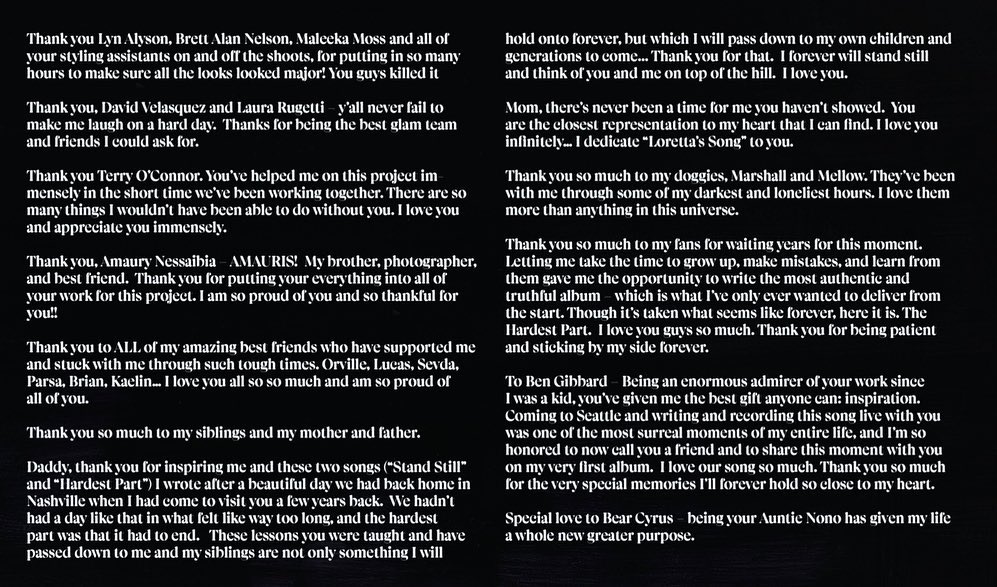 Thank you Lyn Alyson, Brett Alan Nelson, Maleeka Moss and all of
your styling assistants on and off the shoots, for putting in so many
hours to make sure all the looks looked major! You guys killed it
Thank you, David Velasquez and Laura Rugetti – y'all never fail to
make me laugh on a hard day. Thanks for being the best glam team
and friends I could ask for.
Thank you Terry O'Connor. You've helped me on this project im-
mensely in the short time we've been working together. There are so
many things I wouldn't have been able to do without you. I love you
and appreciate you immensely.
Thank you, Amaury Nessaibia – AMAURIS! My brother, photographer,
and best friend. Thank you for putting your everything into all of
your work for this project. I am so proud of you and so thankful for
you!!
Thank you to ALL of my amazing best friends who have supported me
and stuck with me through such tough times. Orville, Lucas, Sevda,
Parsa, Brian, Kaelin... I love you all so so much and am so proud of
all of you.
Thank you so much to my siblings and my mother and father.
Daddy, thank you for inspiring me and these two songs ("Stand Still"
and "Hardest Part") I wrote after a beautiful day we had back home in
Nashville when I had come to visit you a few years back. We hadn't
had a day like that in what felt like way too long, and the hardest
part was that it had to end. These lessons you were taught and have
passed down to me and my siblings are not only something I will
hold onto forever, but which I will pass down to my own children and
generations to come... Thank you for that. I forever will stand still
and think of you and me on top of the hill. I love you.
Mom, there's never been a time for me you haven't showed. You
are the closest representation to my heart that I can find. I love you
infinitely... I dedicate "Loretta's Song" to you.
Thank you so much to my doggies, Marshall and Mellow. They've been
with me through some of my darkest and loneliest hours. I love them
more than anything in this universe.
Thank you so much to my fans for waiting years for this moment.
Letting me take the time to grow up, make mistakes, and learn from
them gave me the opportunity to write the most authentic and
truthful album – which is what I've only ever wanted to deliver from
the start. Though it's taken what seems like forever, here it is. The
Hardest Part. I love you guys so much. Thank you for being patient
and sticking by my side forever.
To Ben Gibbard – Being an enormous admirer of your work since
I was a kid, you've given me the best gift anyone can: inspiration.
Coming to Seattle and writing and recording this song live with you
was one of the most surreal moments of my entire life, and I'm so
honored to now call you a friend and to share this moment with you
on my very first album. I love our song so much. Thank you so much
for the very special memories I'll forever hold so close to my heart.
Special love to Bear Cyrus – being your Auntie Nono has given my life
a whole new greater purpose.